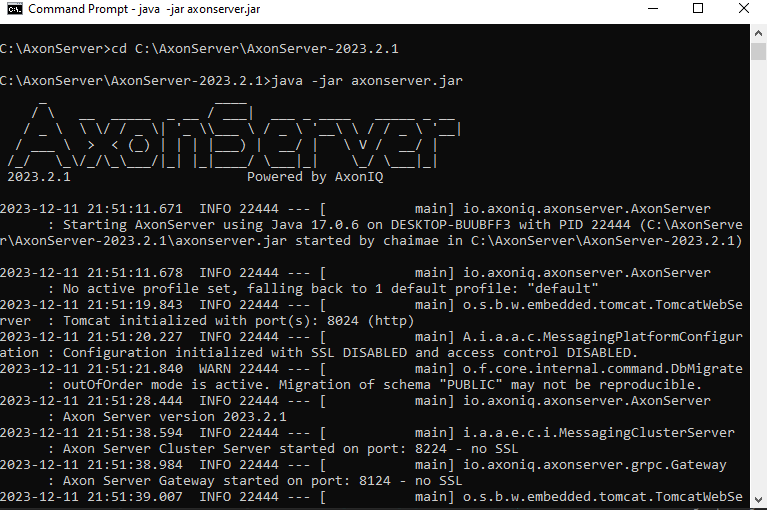 Command Prompt - java  -jar axonserver.jar
C:\AxonServer>cd C:\AxonServer\AxonServer-2023.2.1
C:\AxonServer\AxonServer-2023.2.1>java -jar axonserver.jar
AxonServer
2023.2.1                      Powered by AxonIQ
2023-12-11 21:51:11.671  INFO 22444 --- [           main] io.axoniq.axonserver.AxonServer
      : Starting AxonServer using Java 17.0.6 on DESKTOP-BUUBFF3 with PID 22444 (C:\AxonServe
r\AxonServer-2023.2.1\axonserver.jar started by chaimae in C:\AxonServer\AxonServer-2023.2.1)
2023-12-11 21:51:11.678  INFO 22444 --- [           main] io.axoniq.axonserver.AxonServer
      : No active profile set, falling back to 1 default profile: "default"
2023-12-11 21:51:19.843  INFO 22444 --- [           main] o.s.b.w.embedded.tomcat.TomcatWebSe
rver  : Tomcat initialized with port(s): 8024 (http)
2023-12-11 21:51:20.227  INFO 22444 --- [           main] A.i.a.a.c.MessagingPlatformConfigur
ation : Configuration initialized with SSL DISABLED and access control DISABLED.
2023-12-11 21:51:21.840  WARN 22444 --- [           main] o.f.core.internal.command.DbMigrate
      : outOfOrder mode is active. Migration of schema "PUBLIC" may not be reproducible.
2023-12-11 21:51:28.444  INFO 22444 --- [           main] io.axoniq.axonserver.AxonServer
      : Axon Server version 2023.2.1
2023-12-11 21:51:38.594  INFO 22444 --- [           main] i.a.a.e.c.i.MessagingClusterServer
      : Axon Server Cluster Server started on port: 8224 - no SSL
2023-12-11 21:51:38.984  INFO 22444 --- [           main] io.axoniq.axonserver.grpc.Gateway
      : Axon Server Gateway started on port: 8124 - no SSL
2023-12-11 21:51:39.007  INFO 22444 --- [           main] o.s.b.w.embedded.tomcat.TomcatWebSe